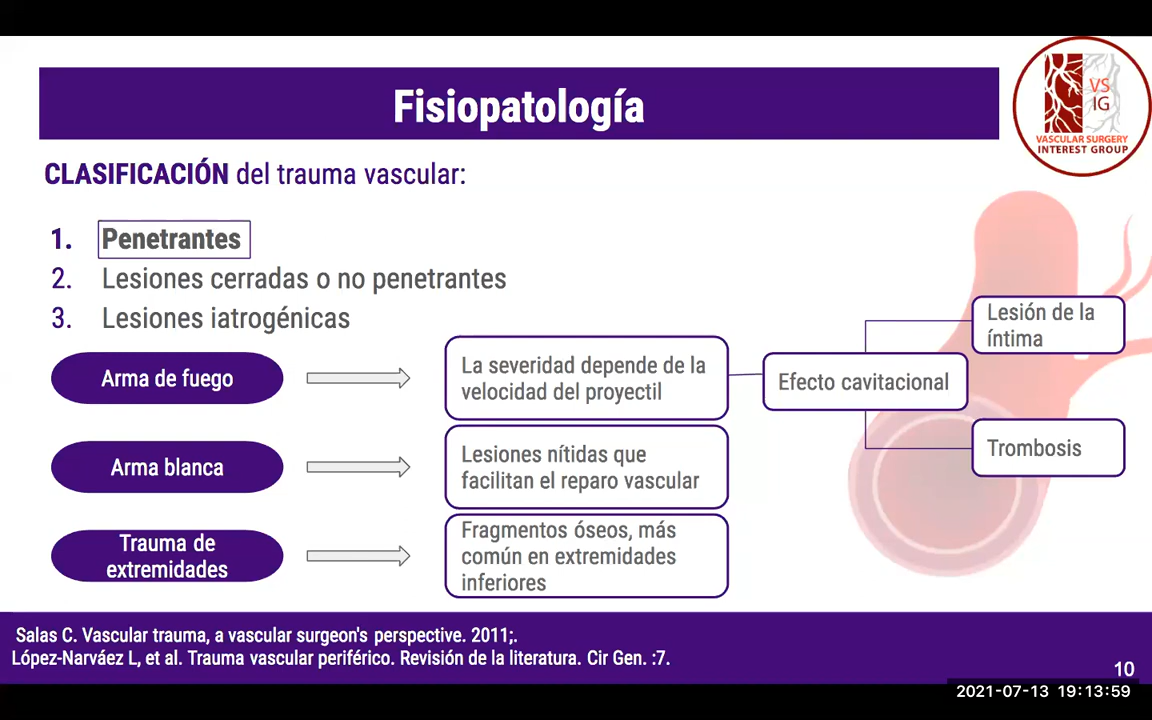 Fisiopatología
VS
IG
VASCULAR SURGERY
INTEREST GROUP
CLASIFICACIÓN del trauma vascular:
1. Penetrantes
2. Lesiones cerradas o no penetrantes
3. Lesiones iatrogénicas
Arma de fuego
La severidad depende de la
velocidad del proyectil
Efecto cavitacional
Lesión de la
íntima
Trombosis
Arma blanca
Lesiones nítidas que
facilitan el reparo vascular
Trauma de
extremidades
Fragmentos óseos, más
común en extremidades
inferiores
Salas C. Vascular trauma, a vascular surgeon's perspective. 2011;.
López-Narváez L, et al. Trauma vascular periférico. Revisión de la literatura. Cir Gen. :7.
10
2021-07-13 19:13:59